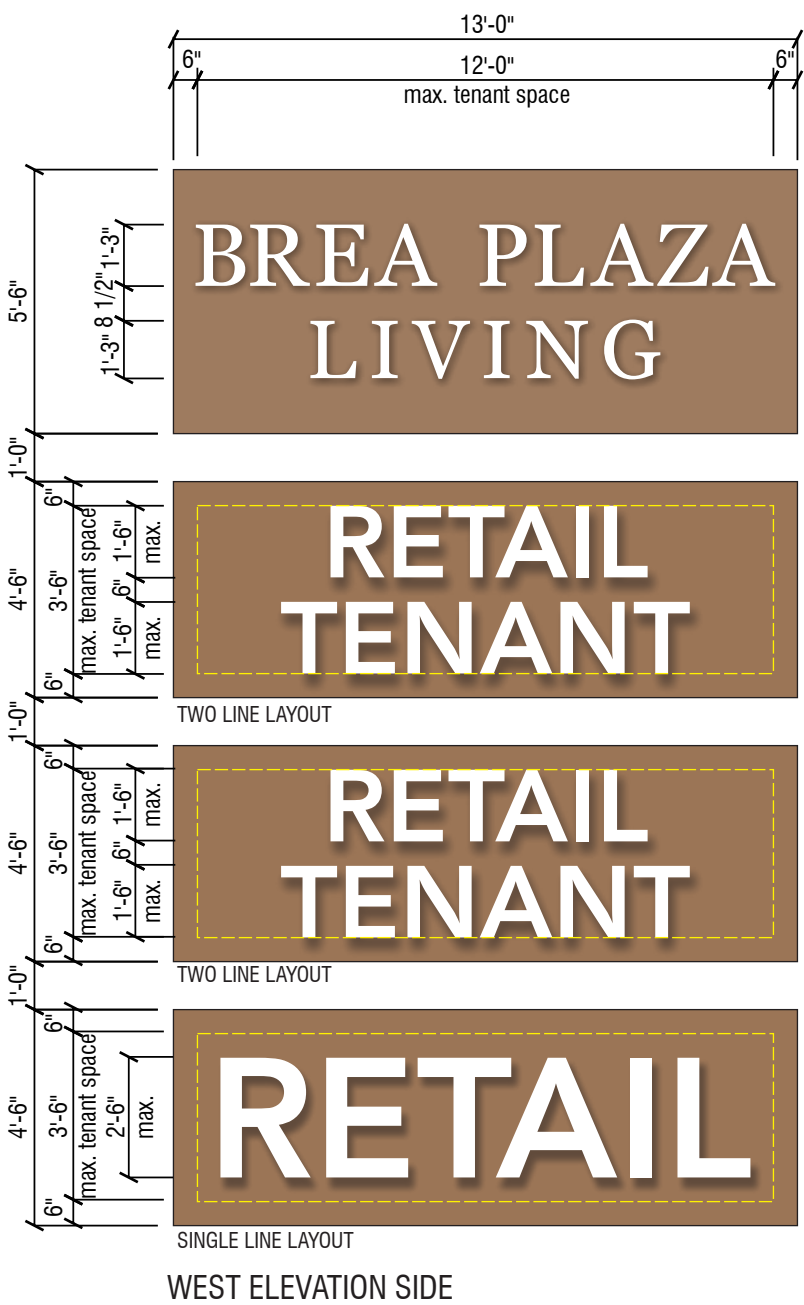 13'-0"
6"
12'-0"
6"
max. tenant space
5'-6"
1'-3"
8 1/2"
1'-3"
BREA PLAZA
LIVING
1'-0"
4'-6"
6"
3'-6"
max. tenant space
6"
1'-6"
max.
6"
1'-6"
max.
RETAIL
TENANT
TWO LINE LAYOUT
1'-0"
4'-6"
6"
3'-6"
max. tenant space
6"
1'-6"
max.
6"
1'-6"
max.
RETAIL
TENANT
TWO LINE LAYOUT
1'-0"
4'-6"
6"
3'-6"
max. tenant space
6"
2'-6"
max.
RETAIL
SINGLE LINE LAYOUT
WEST ELEVATION SIDE